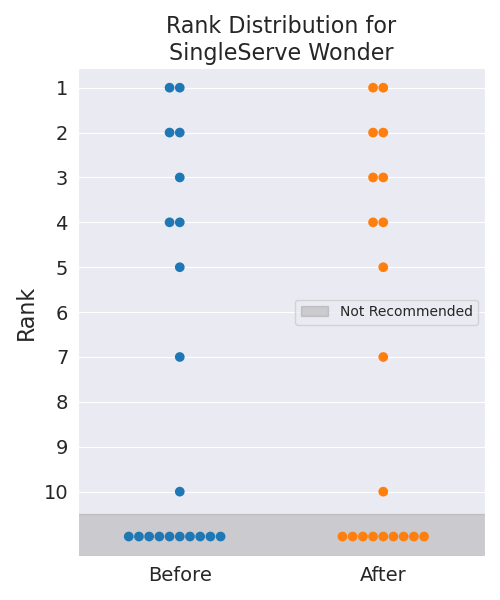 Rank Distribution for
SingleServe Wonder
Rank
1
2
3
4
5
6
7
8
9
10
Not Recommended
Before
After